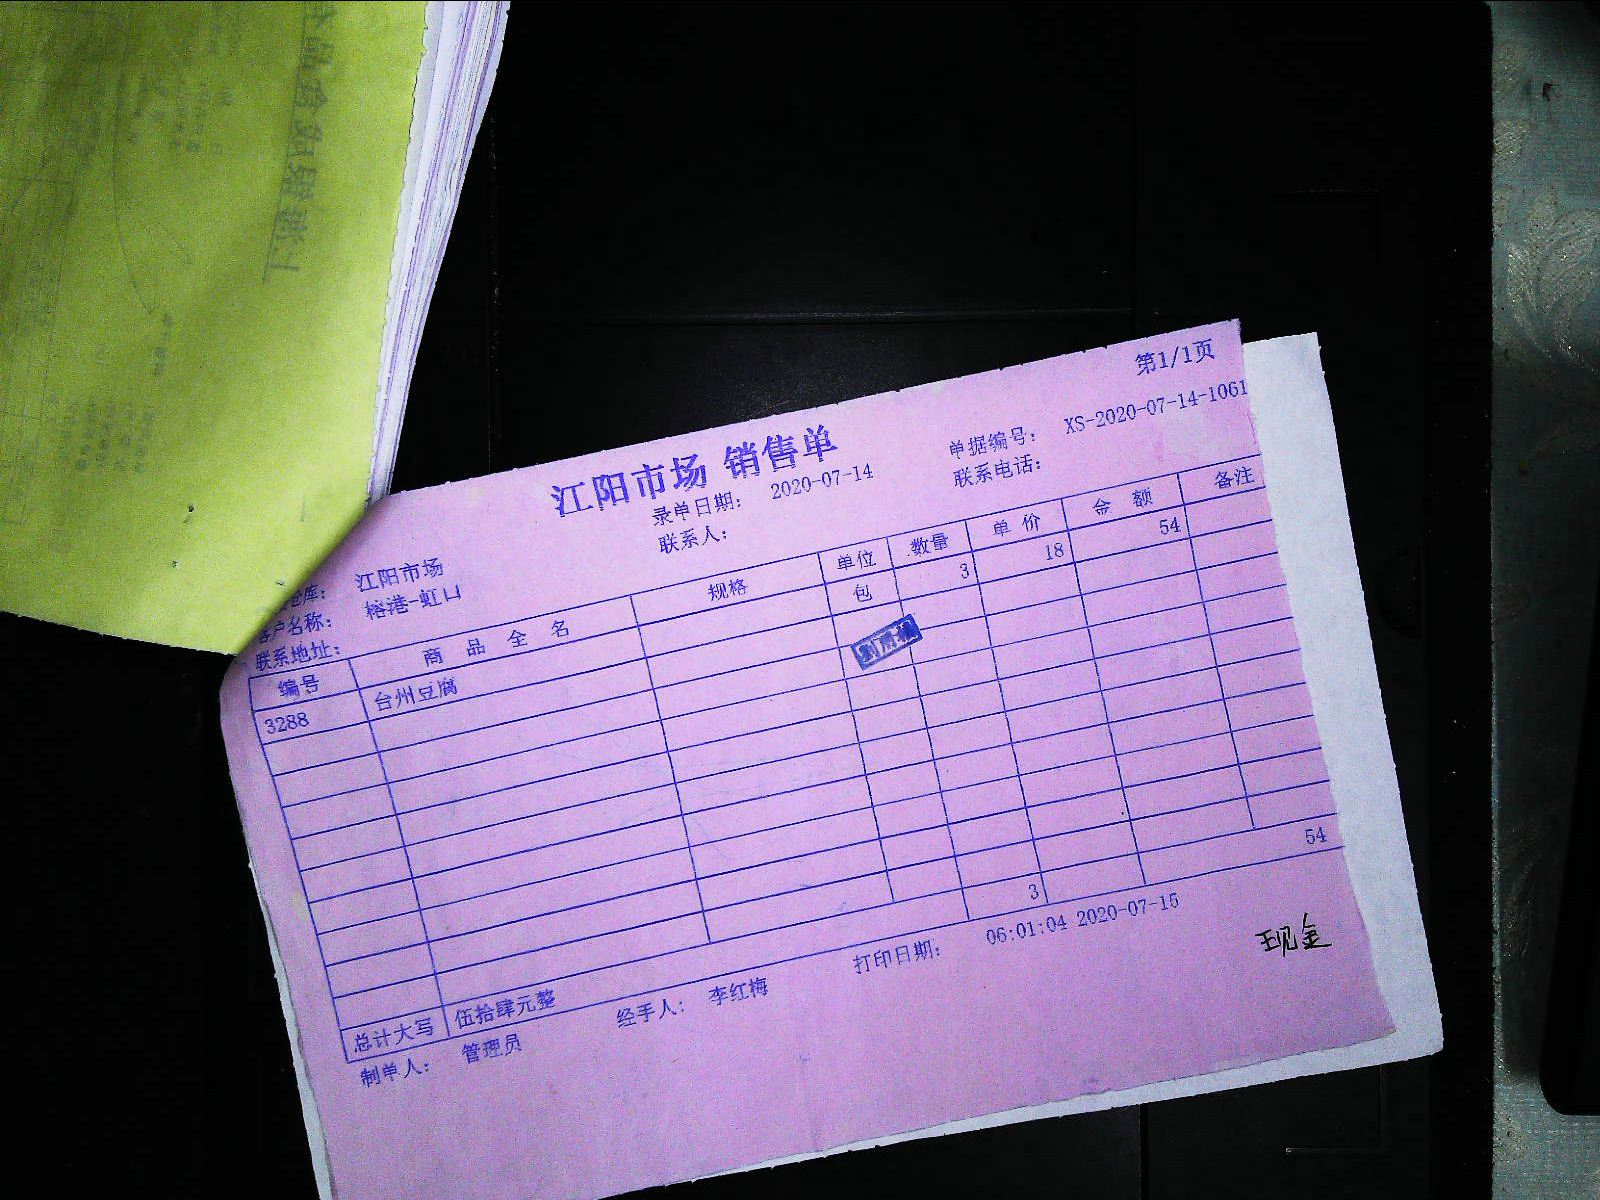 第1/1页
江阳市场 销售单
单据编号： XS-2020-07-14-1061
录单日期： 2020-07-14
联系电话：
联系人：
仓库： 江阳市场
客户名称： 榕港-虹口
联系地址：
编号 商品全名 规格 单位 数量 单价 金额 备注
3288 台州豆腐 包 3 18 54
3 54
总计大写 伍拾肆元整
制单人： 管理员 经手人： 李红梅 打印日期： 06:01:04 2020-07-15
现金